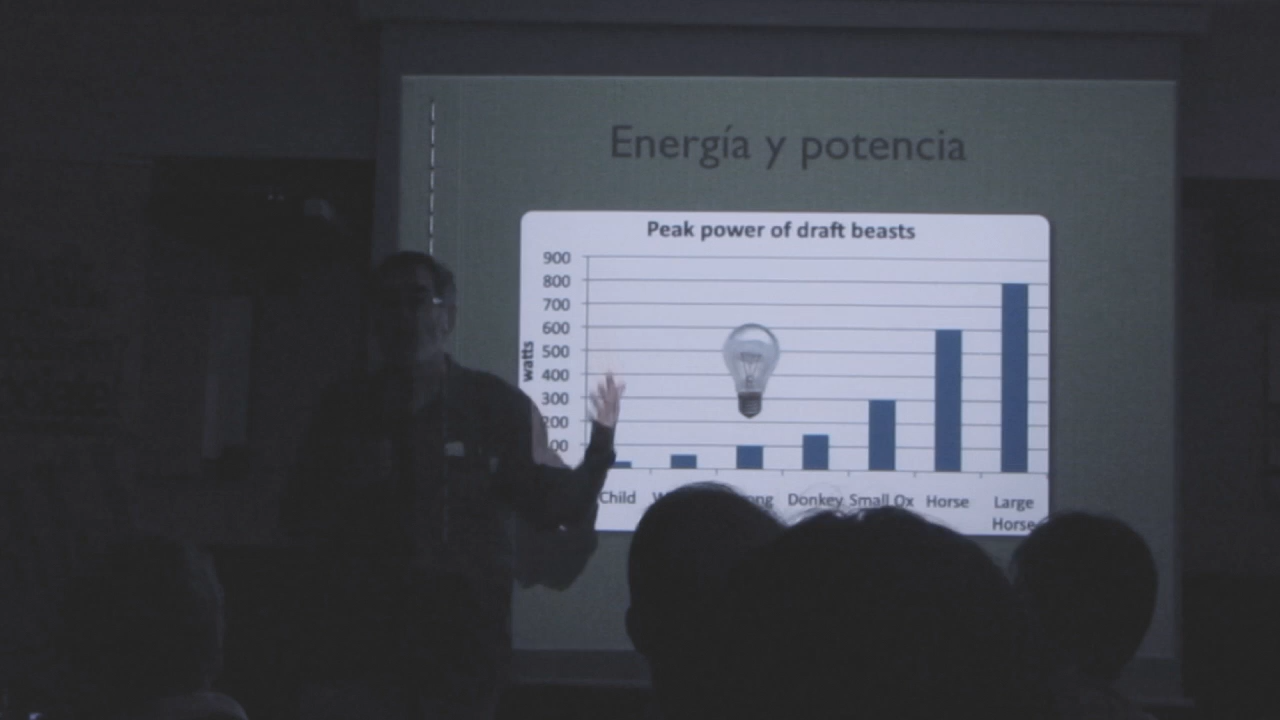 Energía y potencia
Peak power of draft beasts
900
800
700
600
500
400
300
200
watts
Child
Donkey
Small Ox
Horse
Large
Horse